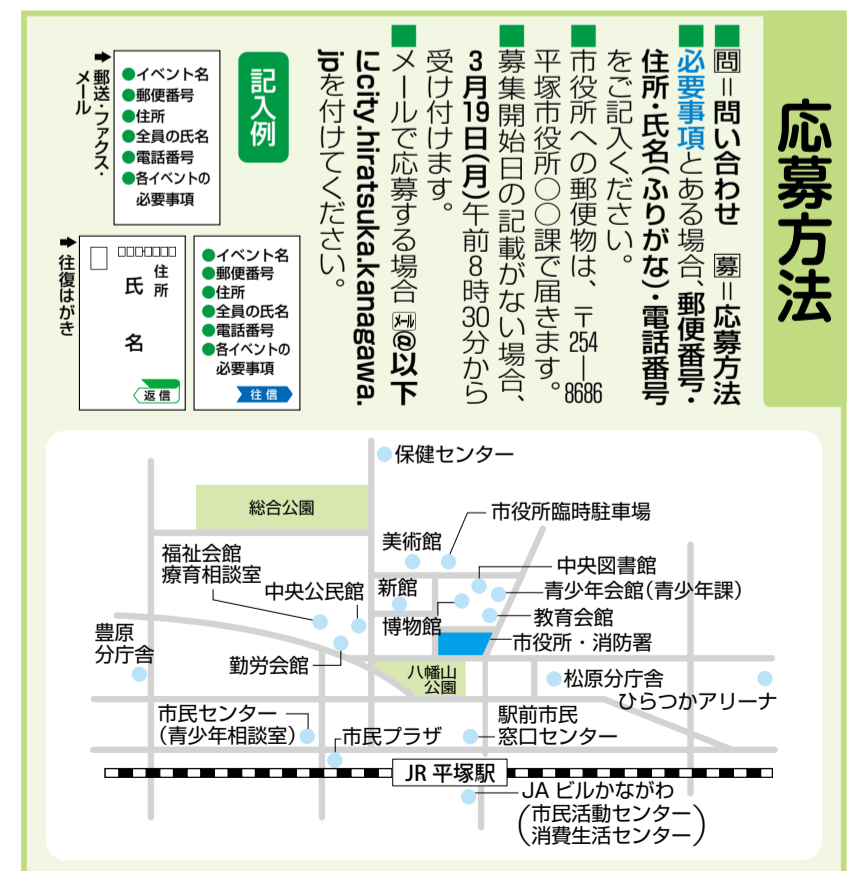 応募方法
■問＝問い合わせ 募＝応募方法
■必要事項とある場合、郵便番号・
住所・氏名(ふりがな)・電話番号
をご記入ください。
■市役所への郵便物は、〒254―8686
平塚市役所○○課で届きます。
■募集開始日の記載がない場合、
3月19日(月)午前8時30分から
受け付けます。
■メールで応募する場合 メール@以下
にcity.hiratsuka.kanagawa.
jpを付けてください。
記入例
●イベント名
●郵便番号
●住所
●全員の氏名
●電話番号
●各イベントの
必要事項
➡郵送・ファクス・
メール
●イベント名
●郵便番号
●住所
●全員の氏名
●電話番号
●各イベントの
必要事項
往信
住所
氏名
返信
➡往復はがき
保健センター
総合公園
市役所臨時駐車場
美術館
福祉会館
療育相談室
中央図書館
中央公民館
新館
青少年会館(青少年課)
博物館
教育会館
豊原
分庁舎
市役所・消防署
勤労会館
八幡山
公園
松原分庁舎
ひらつかアリーナ
市民センター
(青少年相談室)
市民プラザ
駅前市民
窓口センター
JR 平塚駅
JA ビルかながわ
(市民活動センター
消費生活センター)